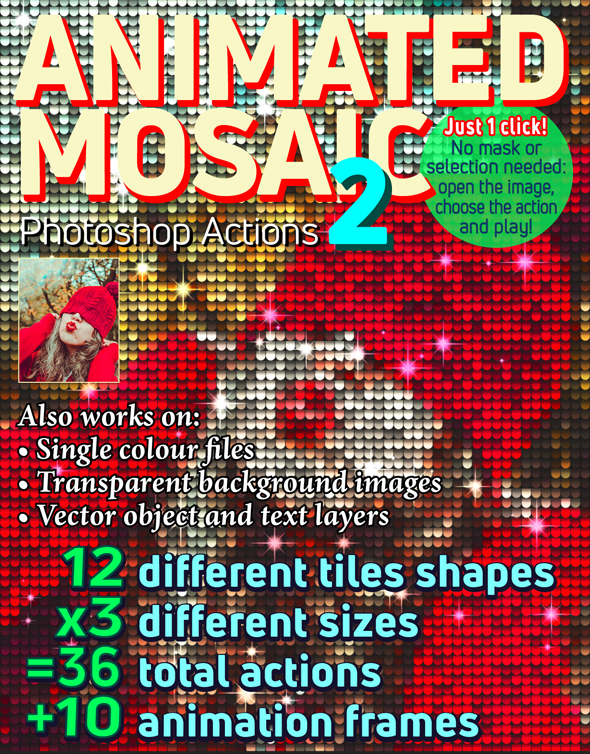 ANIMATED
MOSAIC
2
Photoshop Actions
Just 1 click!
No mask or
selection needed:
open the image,
choose the action
and play!
Also works on:
• Single colour files
• Transparent background images
• Vector object and text layers
12 different tiles shapes
x3 different sizes
=36 total actions
+10 animation frames